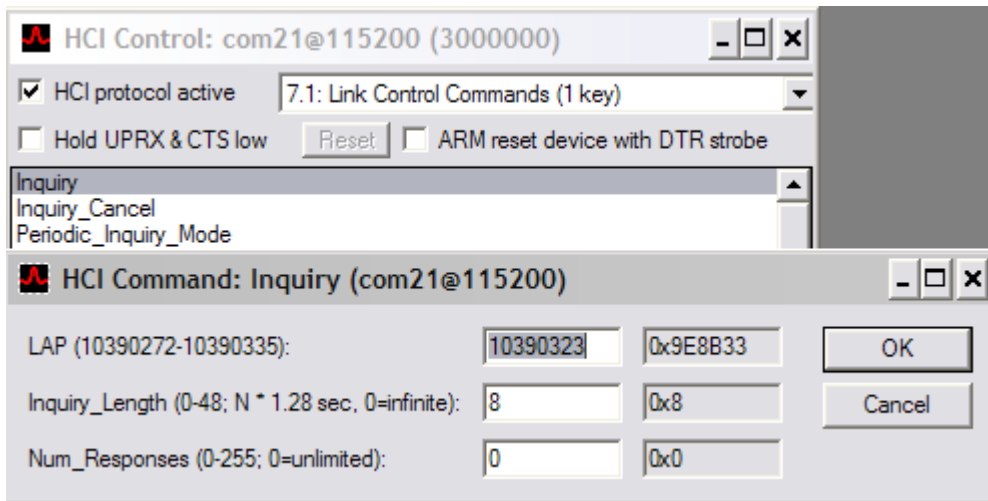 HCI Control: com21@115200 (3000000)
HCI protocol active 7.1: Link Control Commands (1 key)
Hold UPRX & CTS low Reset ARM reset device with DTR strobe
Inquiry
Inquiry_Cancel
Periodic_Inquiry_Mode
HCI Command: Inquiry (com21@115200)
LAP (10390272-10390335): 10390323 0x9E8B33 OK
Inquiry_Length (0-48; N * 1.28 sec, 0=infinite): 8 0x8 Cancel
Num_Responses (0-255; 0=unlimited): 0 0x0